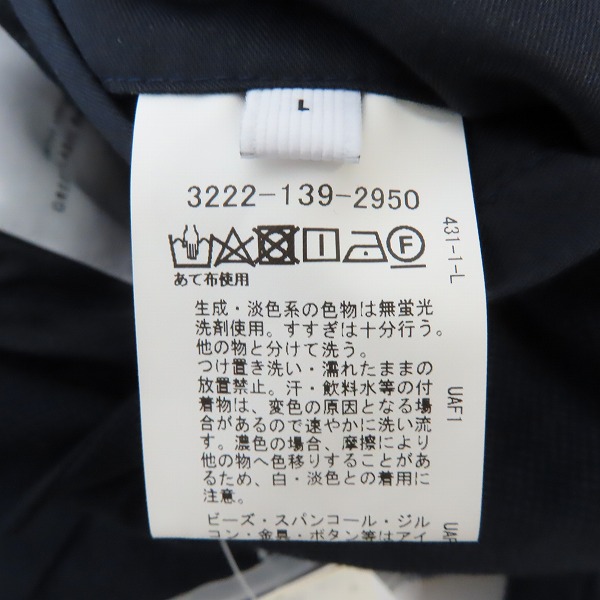 L
3222-139-2950
F
あて布使用
431-1-L
生成・淡色系の色物は無蛍光
洗剤使用。すすぎは十分行う。
他の物と分けて洗う。
つけ置き洗い・濡れたままの
放置禁止。汗・飲料水等の付
着物は、変色の原因となる場
合があるので速やかに洗い流
す。濃色の場合、摩擦により
他の物へ色移りすることがあ
るため、白・淡色との着用に
注意。
UAF1
ビーズ・スパンコール・ジル
コン・金具・ボタン等はアイ